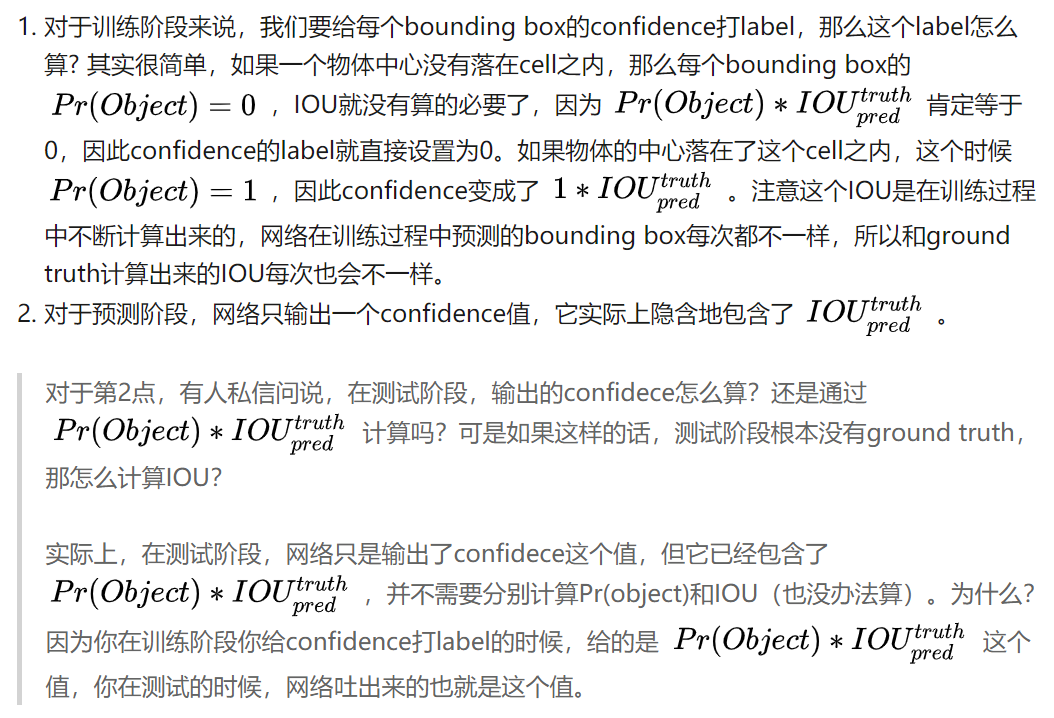 1. 对于训练阶段来说，我们要给每个bounding box的confidence打label，那么这个label怎么
算? 其实很简单，如果一个物体中心没有落在cell之内，那么每个bounding box的
$Pr(Object) = 0$ ，IOU就没有算的必要了，因为 $Pr(Object) * IOU_{pred}^{truth}$ 肯定等于
0，因此confidence的label就直接设置为0。如果物体的中心落在了这个cell之内，这个时候
$Pr(Object) = 1$ ，因此confidence变成了 $1 * IOU_{pred}^{truth}$ 。注意这个IOU是在训练过程
中不断计算出来的，网络在训练过程中预测的bounding box每次都不一样，所以和ground
truth计算出来的IOU每次也会不一样。
2. 对于预测阶段，网络只输出一个confidence值，它实际上隐含地包含了 $IOU_{pred}^{truth}$ 。
对于第2点，有人私信问说，在测试阶段，输出的confidece怎么算？还是通过
$Pr(Object) * IOU_{pred}^{truth}$ 计算吗？可是如果这样的话，测试阶段根本没有ground truth，
那怎么计算IOU？
实际上，在测试阶段，网络只是输出了confidece这个值，但它已经包含了
$Pr(Object) * IOU_{pred}^{truth}$ ，并不需要分别计算Pr(object)和IOU（也没办法算）。为什么？
因为你在训练阶段你给confidence打label的时候，给的是 $Pr(Object) * IOU_{pred}^{truth}$ 这个
值，你在测试的时候，网络吐出来的也就是这个值。